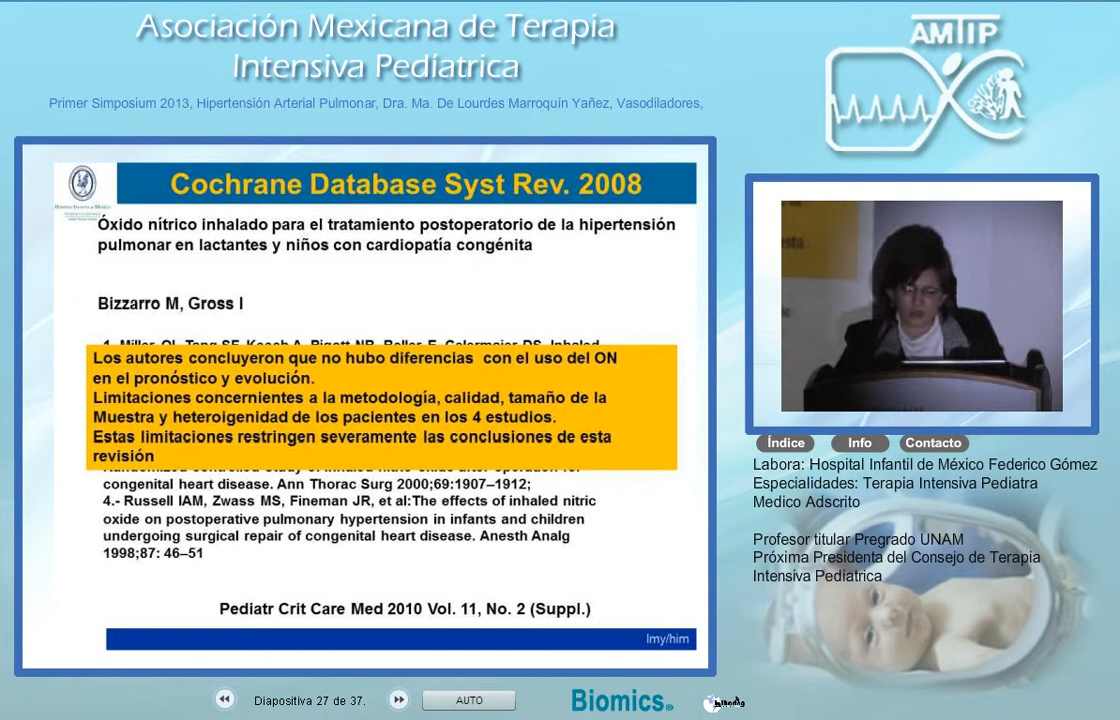 Asociación Mexicana de Terapia
Intensiva Pedíatrica
AMTIP
Primer Simposium 2013, Hipertensión Arterial Pulmonar, Dra. Ma. De Lourdes Marroquín Yañez, Vasodiladores,
Cochrane Database Syst Rev. 2008
Óxido nítrico inhalado para el tratamiento postoperatorio de la hipertensión
pulmonar en lactantes y niños con cardiopatía congénita
Bizzarro M, Gross I
Los autores concluyeron que no hubo diferencias con el uso del ON
en el pronóstico y evolución.
Limitaciones concernientes a la metodología, calidad, tamaño de la
Muestra y heteroigenidad de los pacientes en los 4 estudios.
Estas limitaciones restringen severamente las conclusiones de esta
revisión
congenital heart disease. Ann Thorac Surg 2000;69:1907–1912;
4.- Russell IAM, Zwass MS, Fineman JR, et al:The effects of inhaled nitric
oxide on postoperative pulmonary hypertension in infants and children
undergoing surgical repair of congenital heart disease. Anesth Analg
1998;87: 46–51
Pediatr Crit Care Med 2010 Vol. 11, No. 2 (Suppl.)
lmy/him
Índice
Info
Contacto
Labora: Hospital Infantil de México Federico Gómez
Especialidades: Terapia Intensiva Pediatra
Medico Adscrito
Profesor titular Pregrado UNAM
Próxima Presidenta del Consejo de Terapia
Intensiva Pediatrica
Diapositiva 27 de 37.
AUTO
Biomics